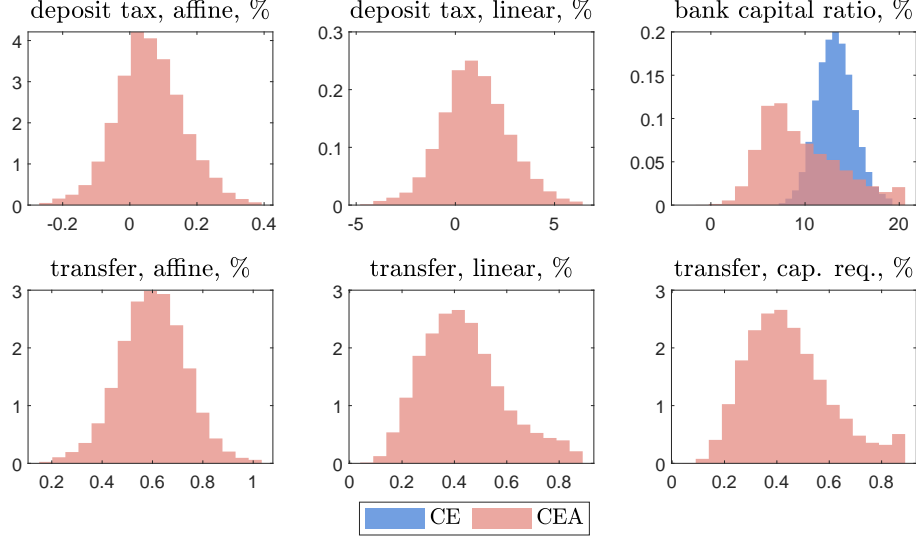 deposit tax, affine, %
deposit tax, linear, %
bank capital ratio, %
4
3
2
1
0
-0.2 0 0.2 0.4
0.3
0.2
0.1
0
-5 0 5
0.2
0.15
0.1
0.05
0
0 10 20
transfer, affine, %
transfer, linear, %
transfer, cap. req., %
3
2
1
0
0.2 0.4 0.6 0.8 1
3
2
1
0
0 0.2 0.4 0.6 0.8
3
2
1
0
0 0.2 0.4 0.6 0.8
CE CEA